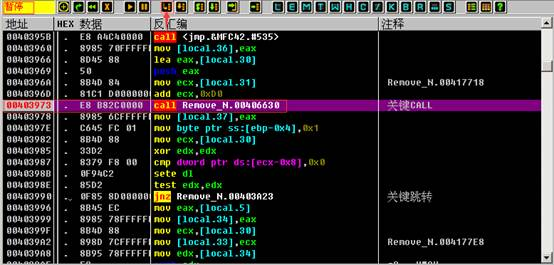 暂停
地址 HEX 数据 反汇编 注释
0040395B . E8 A4C40000 call <jmp.&MFC42.#535>
00403960 . 8985 70FFFFFF mov [local.36],eax
00403966 . 8D45 88 lea eax,[local.30]
00403969 . 50 push eax
0040396A . 8B4D 84 mov ecx,[local.31] Remove_N.00417718
0040396D . 81C1 D0000000 add ecx,0xD0
00403973 . E8 B82C0000 call Remove_N.00406630 关键CALL
00403978 . 8985 6CFFFFFF mov [local.37],eax
0040397E . C645 FC 01 mov byte ptr ss:[ebp-0x4],0x1
00403982 . 8B4D 88 mov ecx,[local.30]
00403985 . 33D2 xor edx,edx
00403987 . 8379 F8 00 cmp dword ptr ds:[ecx-0x8],0x0
0040398B . 0F94C2 sete dl
0040398E . 85D2 test edx,edx
00403990 . 0F85 8D000000 jnz Remove_N.00403A23 关键跳转
00403996 . 8B45 EC mov eax,[local.5]
00403999 . 8985 78FFFFFF mov [local.34],eax
0040399F . 8B4D 88 mov ecx,[local.30]
004039A2 . 898D 7CFFFFFF mov [local.33],ecx Remove_N.004177E8
004039A8 . 8B95 78FFFFFF mov edx,[local.34]